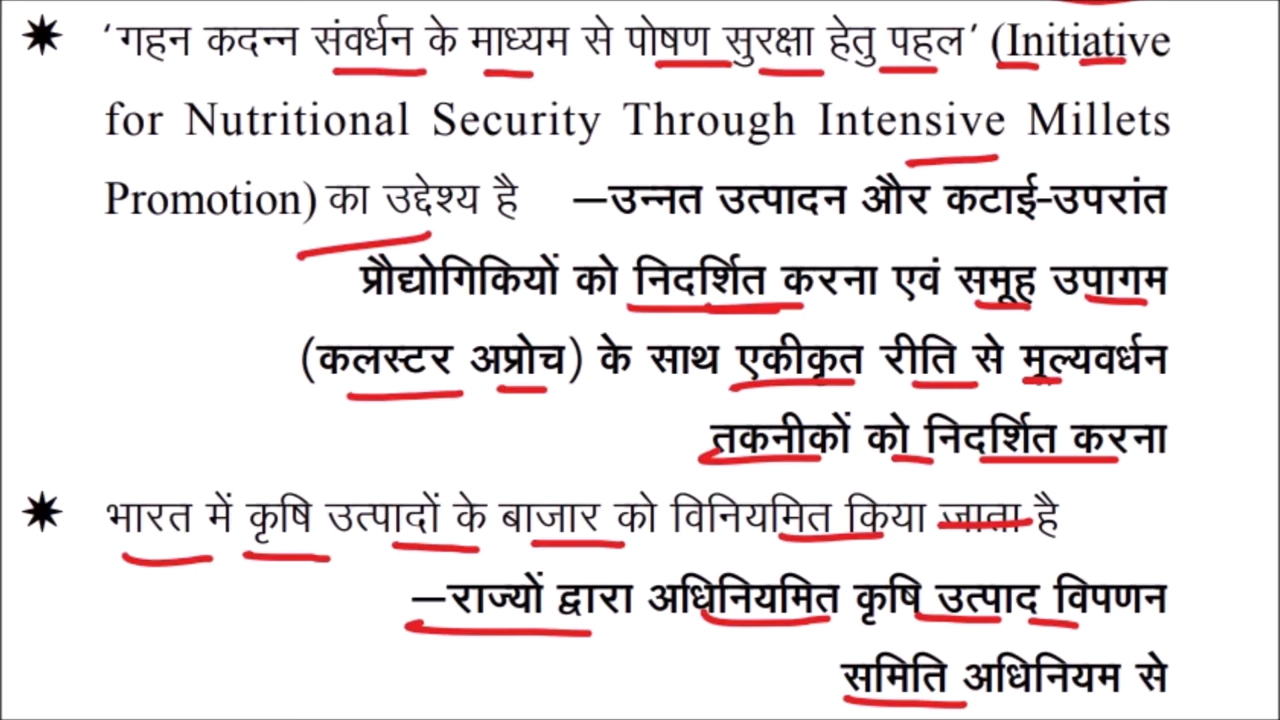 ✷ ‘गहन कदन्न संवर्धन के माध्यम से पोषण सुरक्षा हेतु पहल’ (Initiative
for Nutritional Security Through Intensive Millets
Promotion) का उद्देश्य है –उन्नत उत्पादन और कटाई-उपरांत
प्रौद्योगिकियों को निदर्शित करना एवं समूह उपागम
(कलस्टर अप्रोच) के साथ एकीकृत रीति से मूल्यवर्धन
तकनीकों को निदर्शित करना
✷ भारत में कृषि उत्पादों के बाजार को विनियमित किया जाता है
–राज्यों द्वारा अधिनियमित कृषि उत्पाद विपणन
समिति अधिनियम से